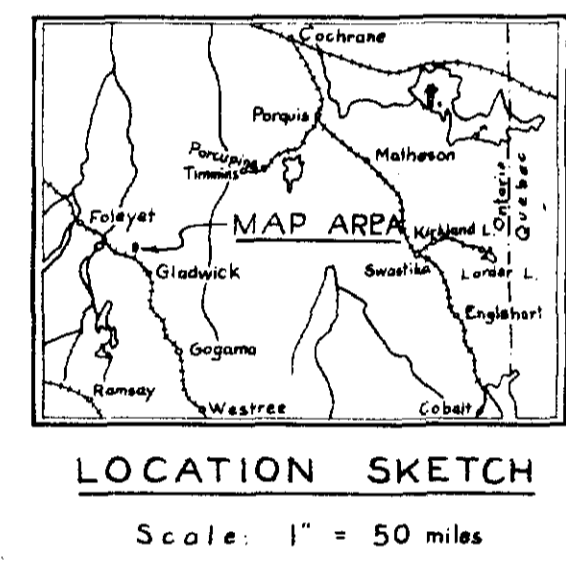 Cochrane
Porquis
Porcupine
Timmins
Matheson
Ontario
Quebec
Foleyet
MAP AREA
Kirkland L.
Gladwick
Swastika
Larder L.
Englehart
Gogama
Ramsay
Westree
Cobalt
LOCATION SKETCH
Scale: 1" = 50 miles